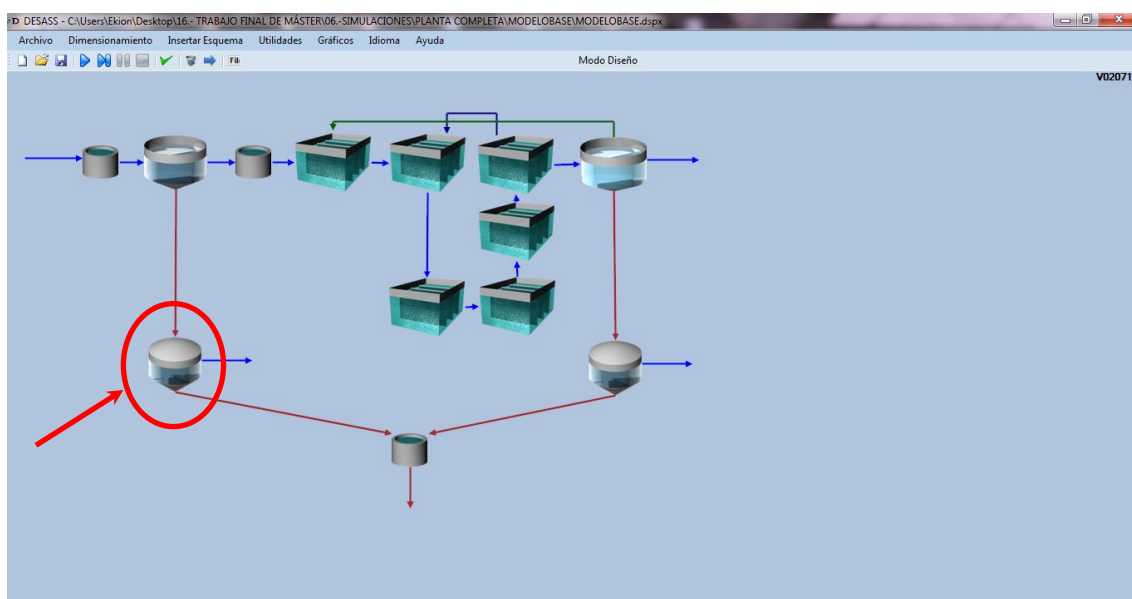 DESASS - C:\Users\Ekion\Desktop\16.- TRABAJO FINAL DE MÁSTER\06.-SIMULACIONES\PLANTA COMPLETA\MODELOBASE\MODELOBASE.dspx
Archivo Dimensionamiento Insertar Esquema Utilidades Gráficos Idioma Ayuda
Modo Diseño
V02071